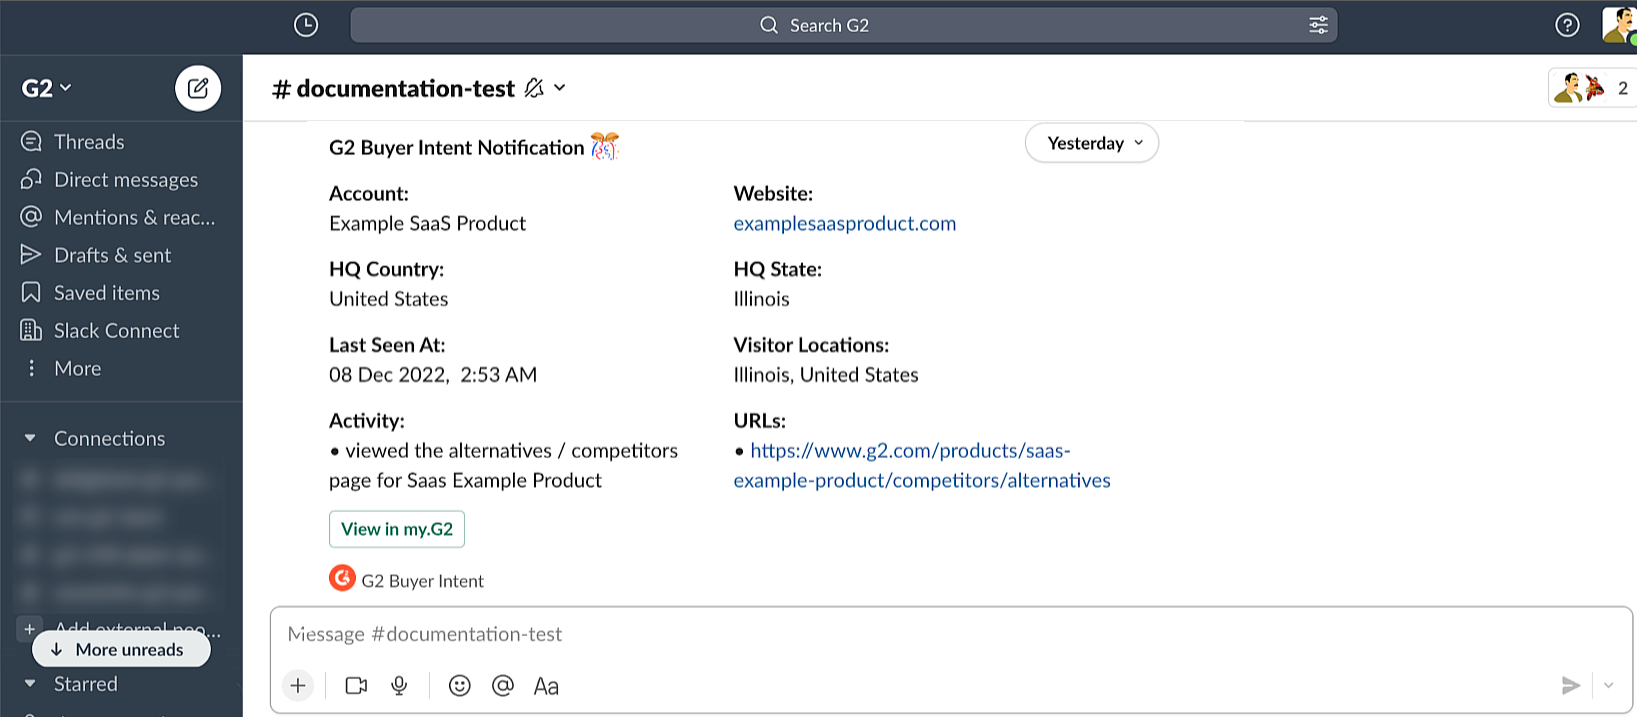 Search G2
G2
# documentation-test
2
Threads
Direct messages
Mentions & reac...
Drafts & sent
Saved items
Slack Connect
More
Connections
Add external peo...
More unreads
Starred
G2 Buyer Intent Notification
Yesterday
Account:
Example SaaS Product
Website:
examplesaasproduct.com
HQ Country:
United States
HQ State:
Illinois
Last Seen At:
08 Dec 2022, 2:53 AM
Visitor Locations:
Illinois, United States
Activity:
• viewed the alternatives / competitors
page for Saas Example Product
URLs:
• https://www.g2.com/products/saas-
example-product/competitors/alternatives
View in my.G2
G2 Buyer Intent
Message #documentation-test
Aa